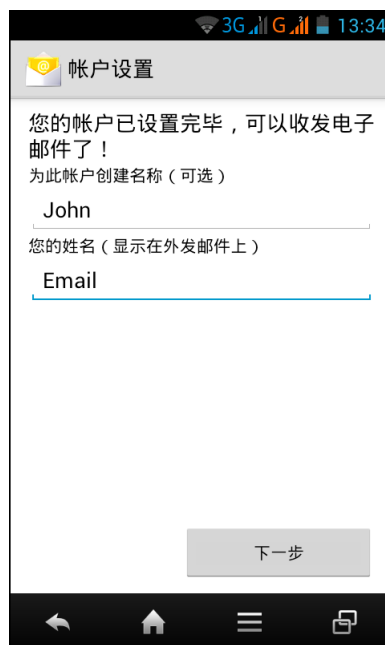 3G G 13:34
帐户设置
您的帐户已设置完毕，可以收发电子
邮件了！
为此帐户创建名称（可选）
John
您的姓名（显示在外发邮件上）
Email
下一步